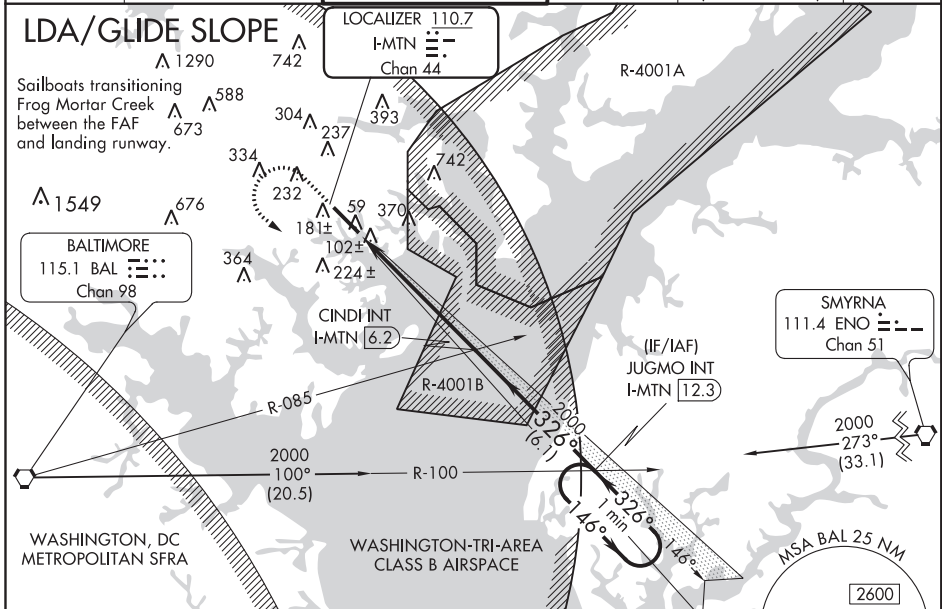 LDA/GLIDE SLOPE
LOCALIZER 110.7
I-MTN
Chan 44
Sailboats transitioning
Frog Mortar Creek
between the FAF
and landing runway.
1290
742
588
673
304
393
237
R-4001A
334
742
232
1549
676
181±
59
370
102±
364
224±
BALTIMORE
115.1 BAL
Chan 98
CINDI INT
I-MTN 6.2
SMYRNA
111.4 ENO
Chan 51
(IF/IAF)
JUGMO INT
I-MTN 12.3
R-4001B
R-085
2000
326°
(6.1)
2000
273°
(33.1)
2000
100°
(20.5)
R-100
326°
1 min
146°
146°
WASHINGTON, DC
METROPOLITAN SFRA
WASHINGTON-TRI-AREA
CLASS B AIRSPACE
MSA BAL 25 NM
2600